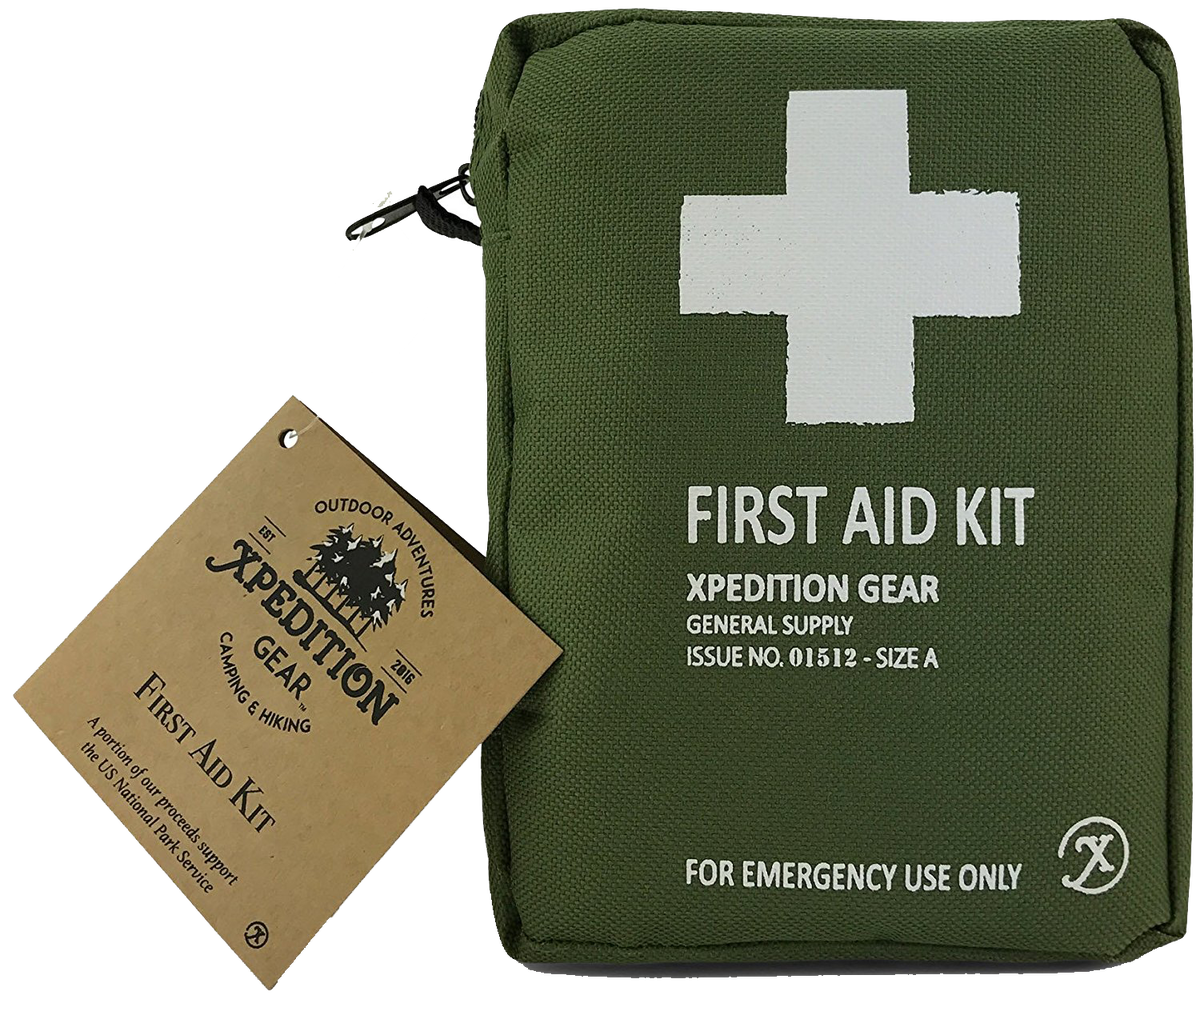 FIRST AID KIT
XPEDITION GEAR
GENERAL SUPPLY
ISSUE NO. 01512 - SIZE A
FOR EMERGENCY USE ONLY
X
OUTDOOR ADVENTURES
EST
2016
XPEDITION
GEAR™
CAMPING & HIKING
FIRST AID KIT
A portion of our proceeds support
the US National Park Service
X